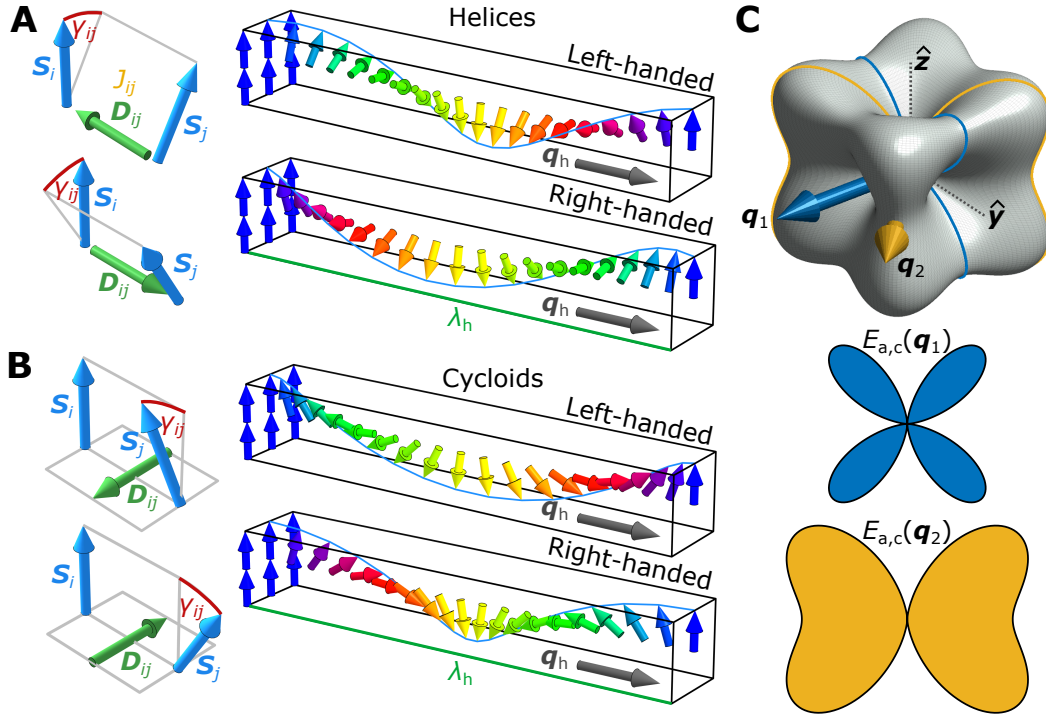 A
γij
Si
Jij
Dij
Sj
γij
Si
Sj
Dij
Helices
Left-handed
qh
Right-handed
qh
λh
B
Si
γij
Sj
Dij
Si
γij
Dij
Sj
Cycloids
Left-handed
qh
Right-handed
qh
λh
C
ẑ
q1
ŷ
q2
Ea,c(q1)
Ea,c(q2)